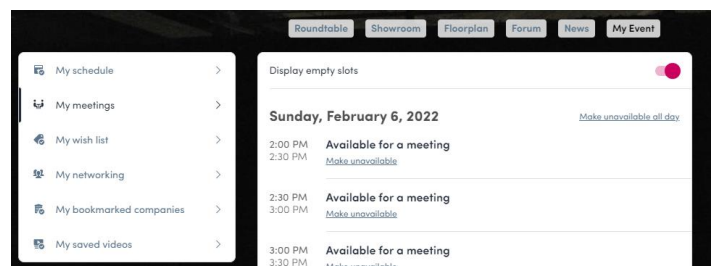 Roundtable Showroom Floorplan Forum News My Event
My schedule
My meetings
My wish list
My networking
My bookmarked companies
My saved videos
Display empty slots
Sunday, February 6, 2022 Make unavailable all day
2:00 PM Available for a meeting
2:30 PM Make unavailable
2:30 PM Available for a meeting
3:00 PM Make unavailable
3:00 PM Available for a meeting
3:30 PM Make unavailable